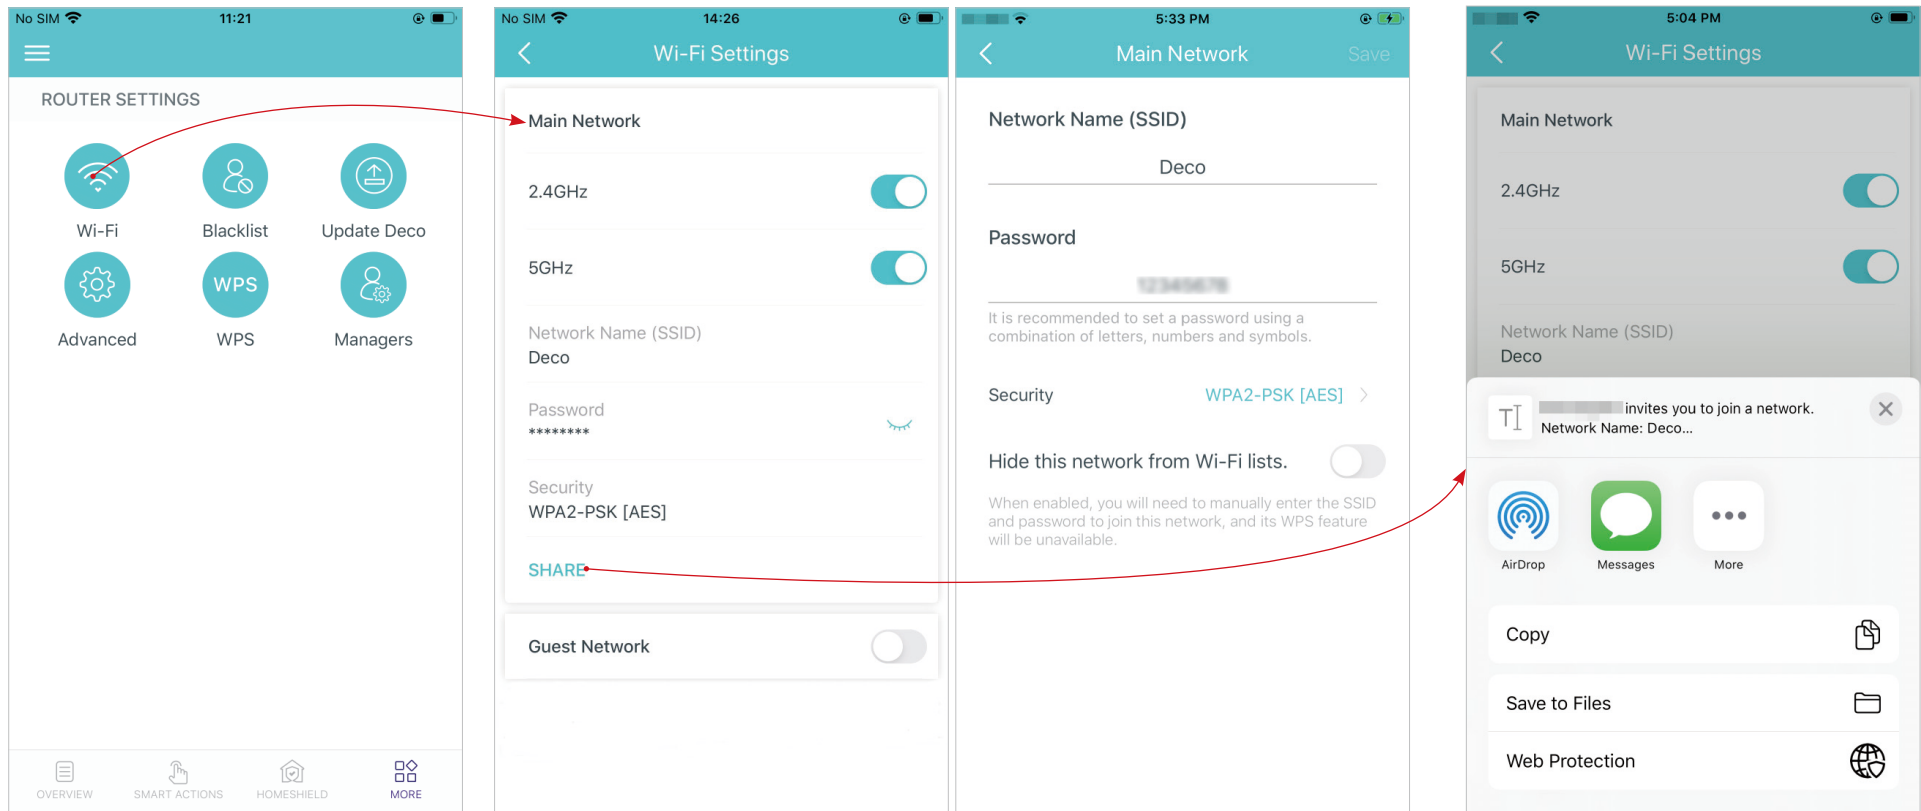 No SIM 11:21
ROUTER SETTINGS
Wi-Fi Blacklist Update Deco
WPS
Advanced WPS Managers
OVERVIEW SMART ACTIONS HOMESHIELD MORE
No SIM 14:26
Wi-Fi Settings
Main Network
2.4GHz
5GHz
Network Name (SSID)
Deco
Password
********
Security
WPA2-PSK [AES]
SHARE
Guest Network
5:33 PM
Main Network Save
Network Name (SSID)
Deco
Password
12345678
It is recommended to set a password using a
combination of letters, numbers and symbols.
Security WPA2-PSK [AES]
Hide this network from Wi-Fi lists.
When enabled, you will need to manually enter the SSID
and password to join this network, and its WPS feature
will be unavailable.
5:04 PM
Wi-Fi Settings
Main Network
2.4GHz
5GHz
Network Name (SSID)
Deco
invites you to join a network.
Network Name: Deco...
AirDrop Messages More
Copy
Save to Files
Web Protection